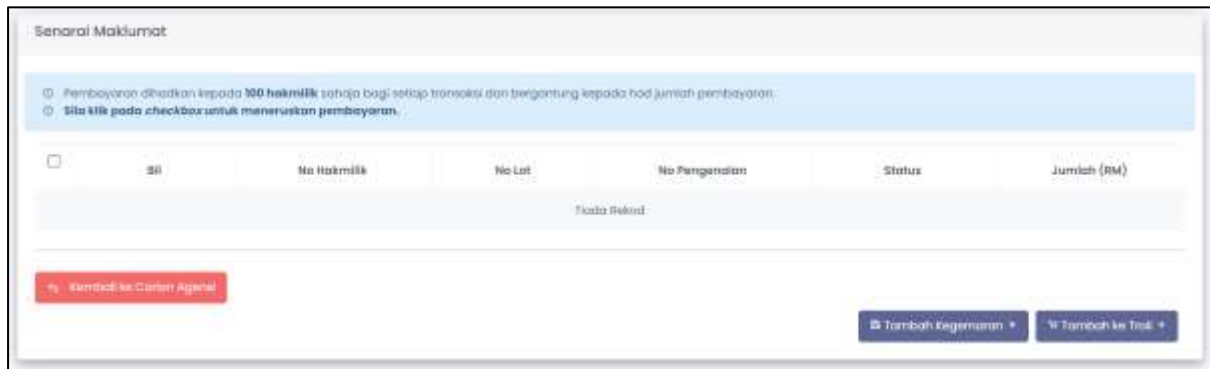 Senarai Maklumat
Pembayaran dihadkan kepada 100 hakmilik sahaja bagi setiap transaksi dan bergantung kepada had jumlah pembayaran.
Sila klik pada checkbox untuk meneruskan pembayaran.
Bil No Hakmilik No Lot No Pengenalan Status Jumlah (RM)
Tiada Rekod
Kembali ke Carian Agensi
Tambah Kegemaran + Tambah ke Troli +